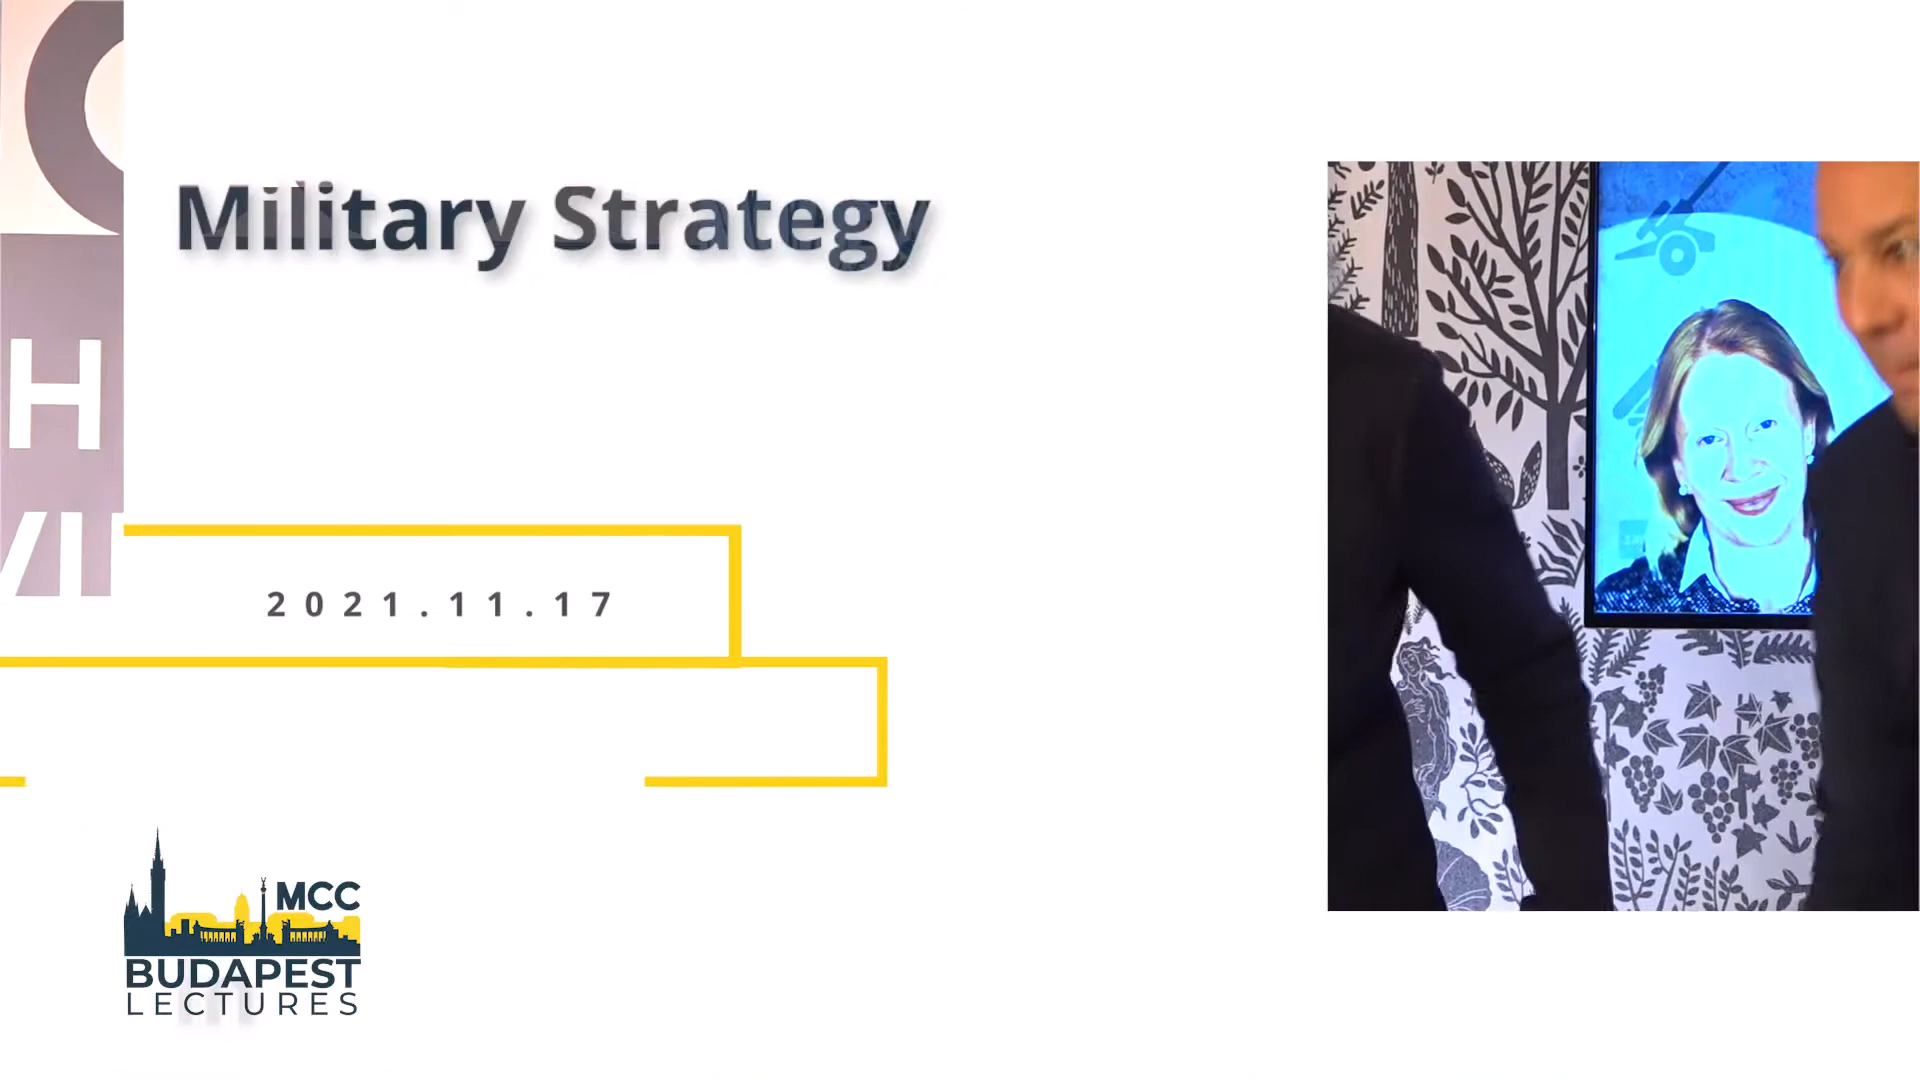 Military Strategy
2021.11.17
MCC
BUDAPEST
LECTURES